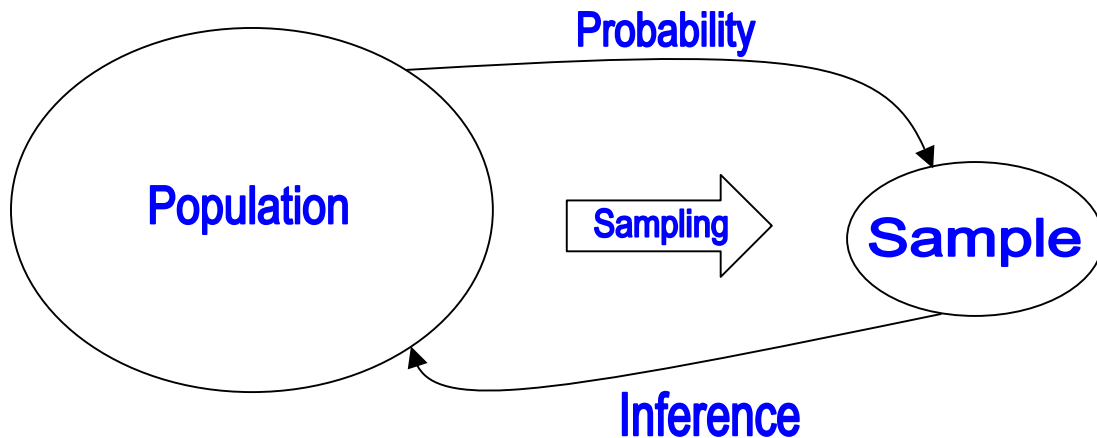 Probability
Population
Sampling
Sample
Inference